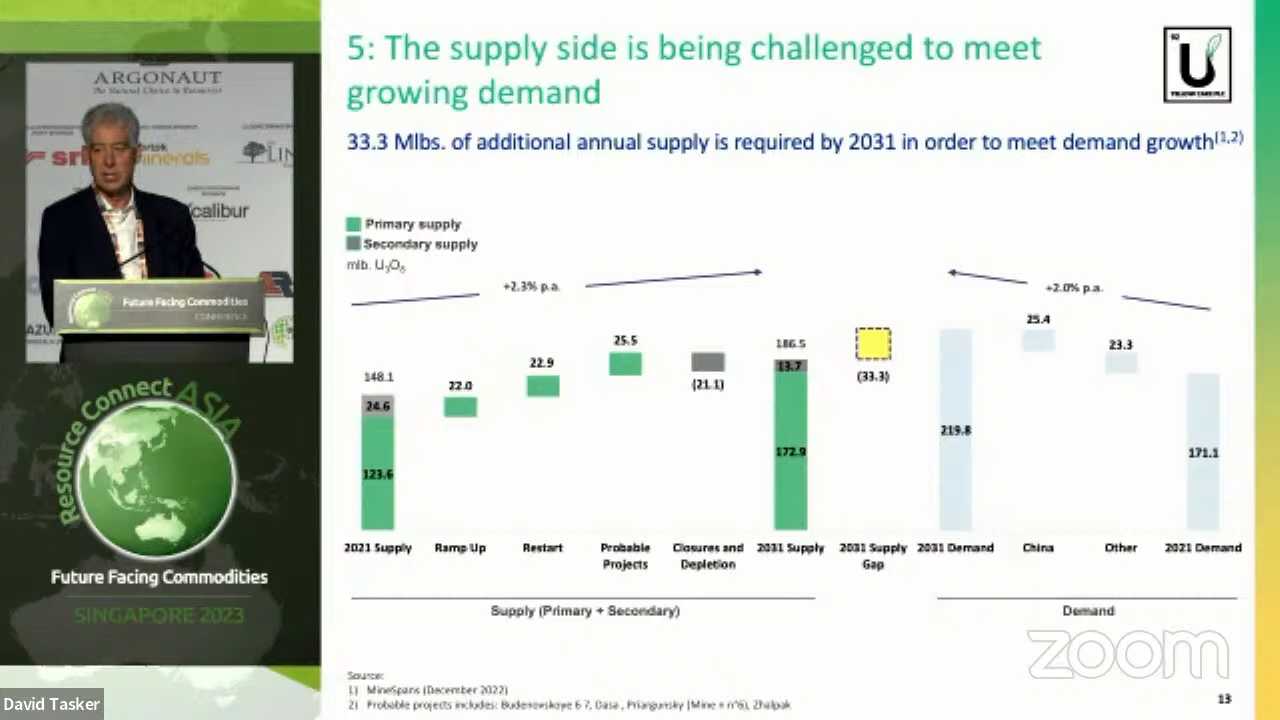 5: The supply side is being challenged to meet
growing demand
33.3 Mlbs. of additional annual supply is required by 2031 in order to meet demand growth(1,2)
92
U
YELLOW CAKE PLC
Primary supply
Secondary supply
mlb. U3O8
+2.3% p.a.
+2.0% p.a.
148.1
24.6
123.6
22.0
22.9
25.5
(21.1)
186.5
13.7
172.9
(33.3)
219.8
25.4
23.3
171.1
2021 Supply
Ramp Up
Restart
Probable
Projects
Closures and
Depletion
2031 Supply
2031 Supply
Gap
2031 Demand
China
Other
2021 Demand
Supply (Primary + Secondary)
Demand
Source:
1) MineSpans (December 2022)
2) Probable projects includes: Budenovskoye 6 7, Dasa , Priargunsky (Mine n n°6), Zhalpak
13
zoom
ARGONAUT
The Natural Choice in Resources
minerals
calibur
Future Facing Commodities
CONFERENCE
Resource Connect ASIA
Future Facing Commodities
SINGAPORE 2023
David Tasker